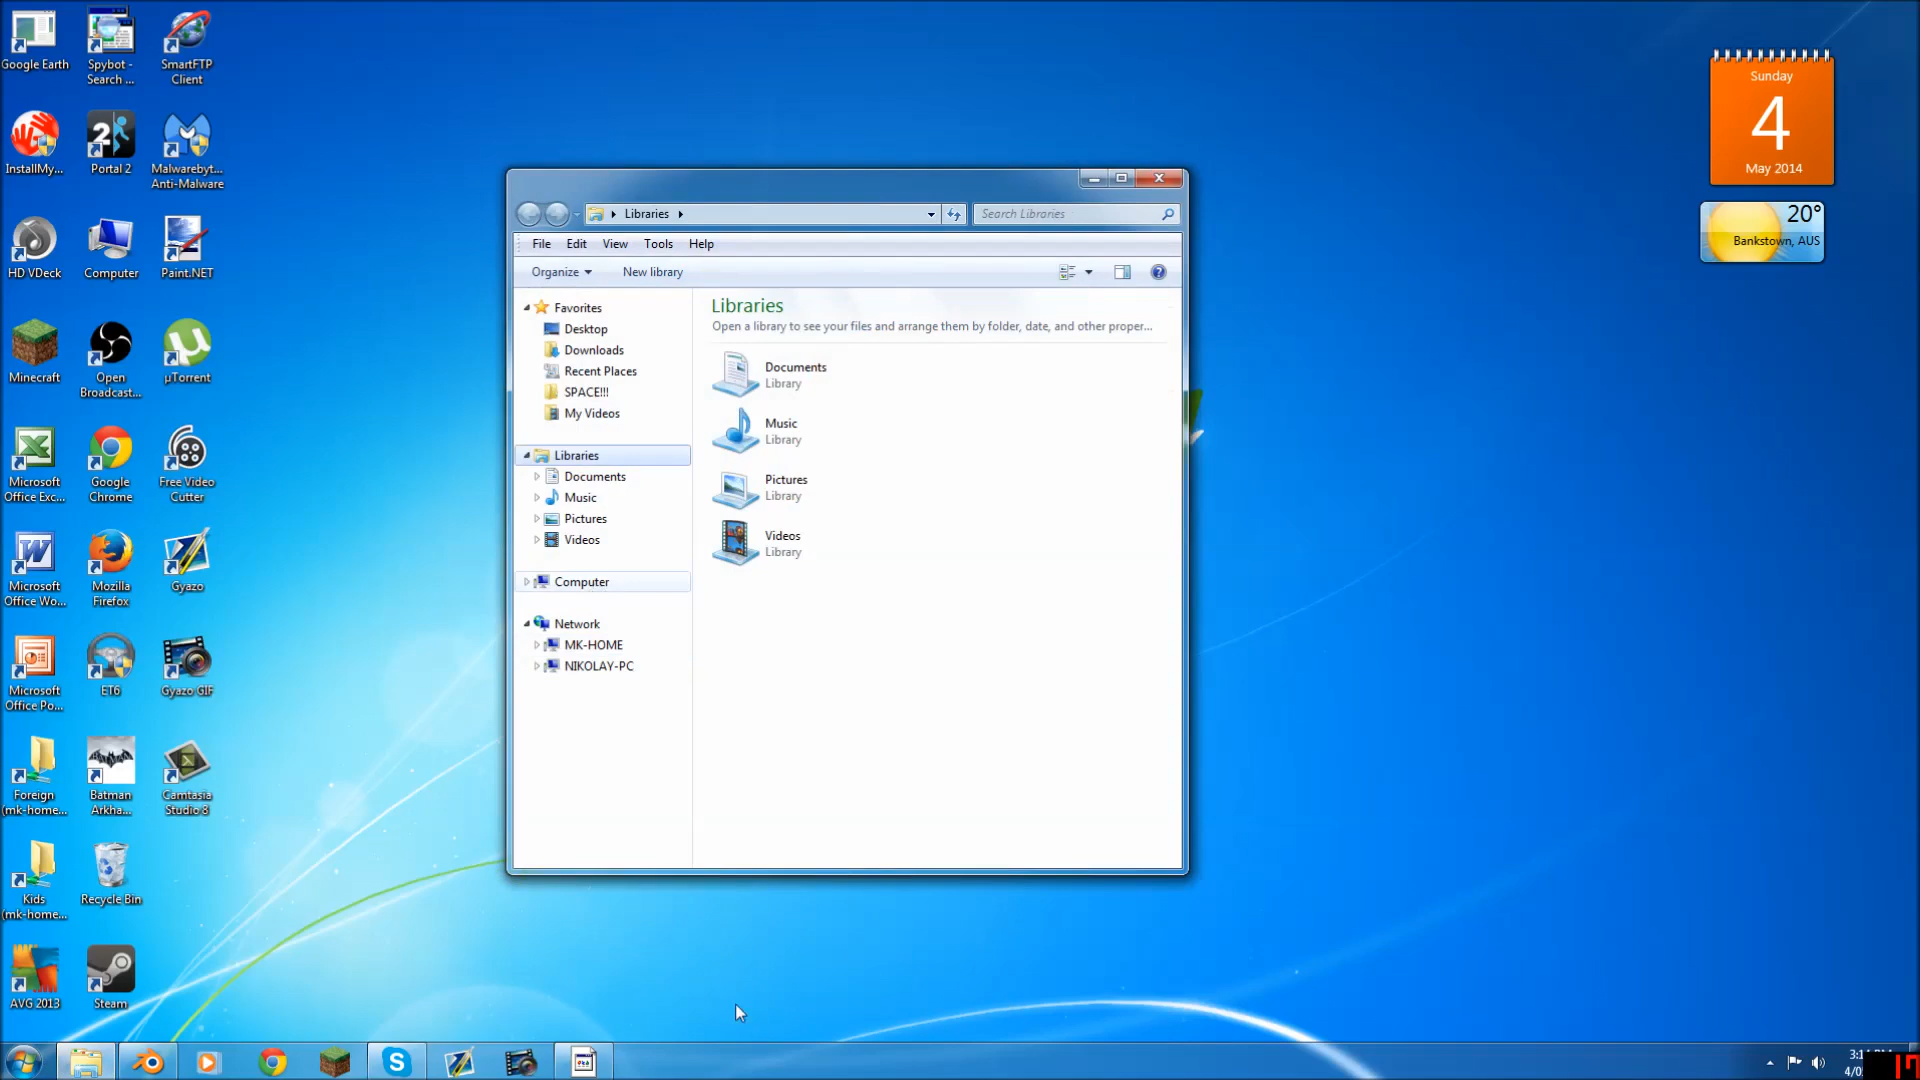 Google Earth
Spybot -
Search ...
SmartFTP
Client
InstallMy...
2
Portal 2
Malwarebyt...
Anti-Malware
HD VDeck
Computer
Paint.NET
Minecraft
Open
Broadcast...
µTorrent
Microsoft
Office Exc...
Google
Chrome
Free Video
Cutter
Microsoft
Office Wo...
Mozilla
Firefox
Gyazo
Microsoft
Office Po...
ET6
Gyazo GIF
Foreign
(mk-home...
Batman
Arkha...
Camtasia
Studio 8
Kids
(mk-home...
Recycle Bin
AVG 2013
Steam
Libraries
Search Libraries
File Edit View Tools Help
Organize New library
Favorites
Desktop
Downloads
Recent Places
SPACE!!!
My Videos
Libraries
Documents
Music
Pictures
Videos
Computer
Network
MK-HOME
NIKOLAY-PC
Libraries
Open a library to see your files and arrange them by folder, date, and other proper...
Documents
Library
Music
Library
Pictures
Library
Videos
Library
Sunday
4
May 2014
20°
Bankstown, AUS